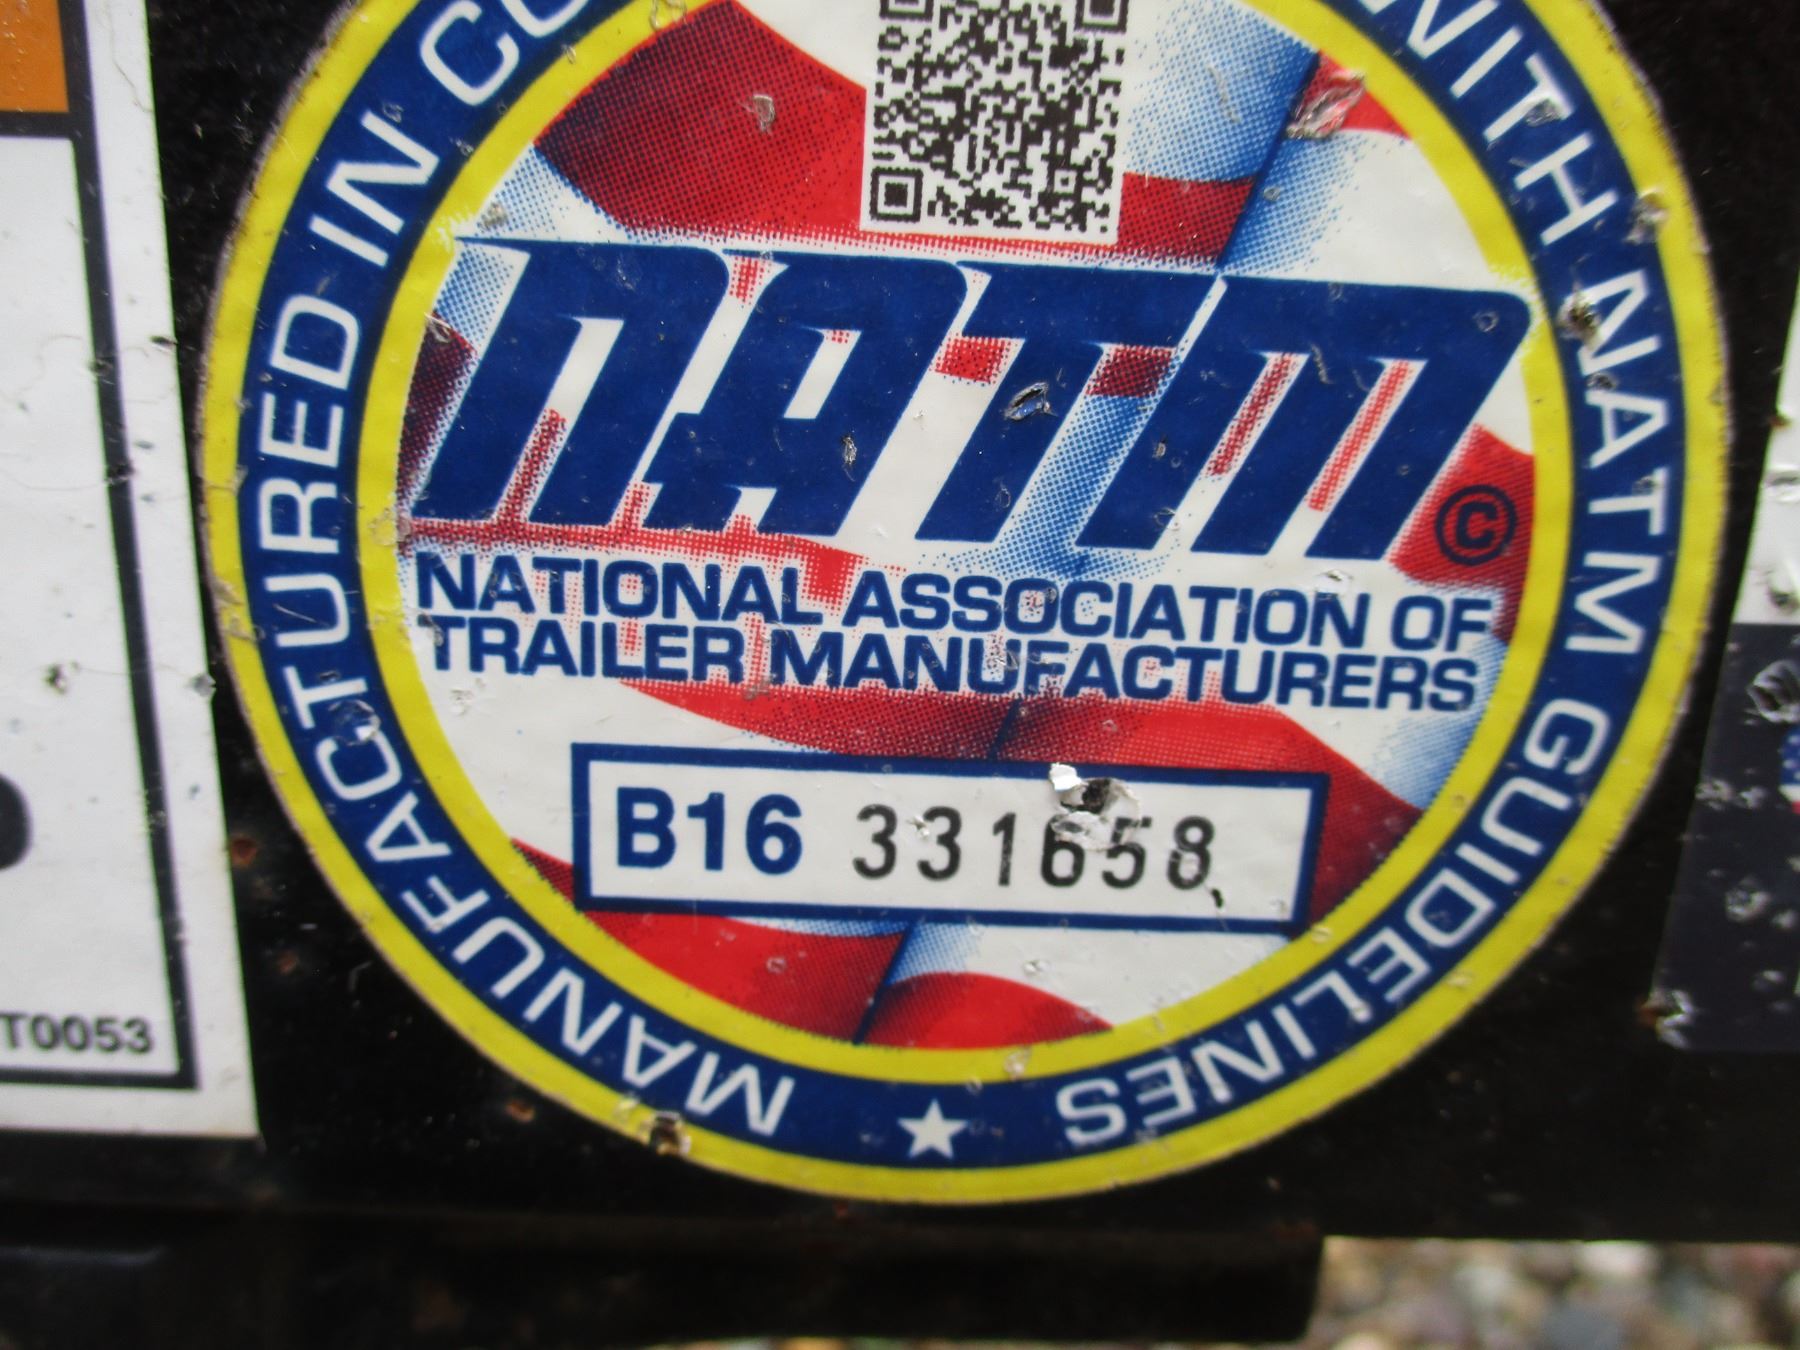 MANUFACTURED IN CO
WITH NATM GUIDELINES
NATM
©
NATIONAL ASSOCIATION OF
TRAILER MANUFACTURERS
B16 331658
T0053